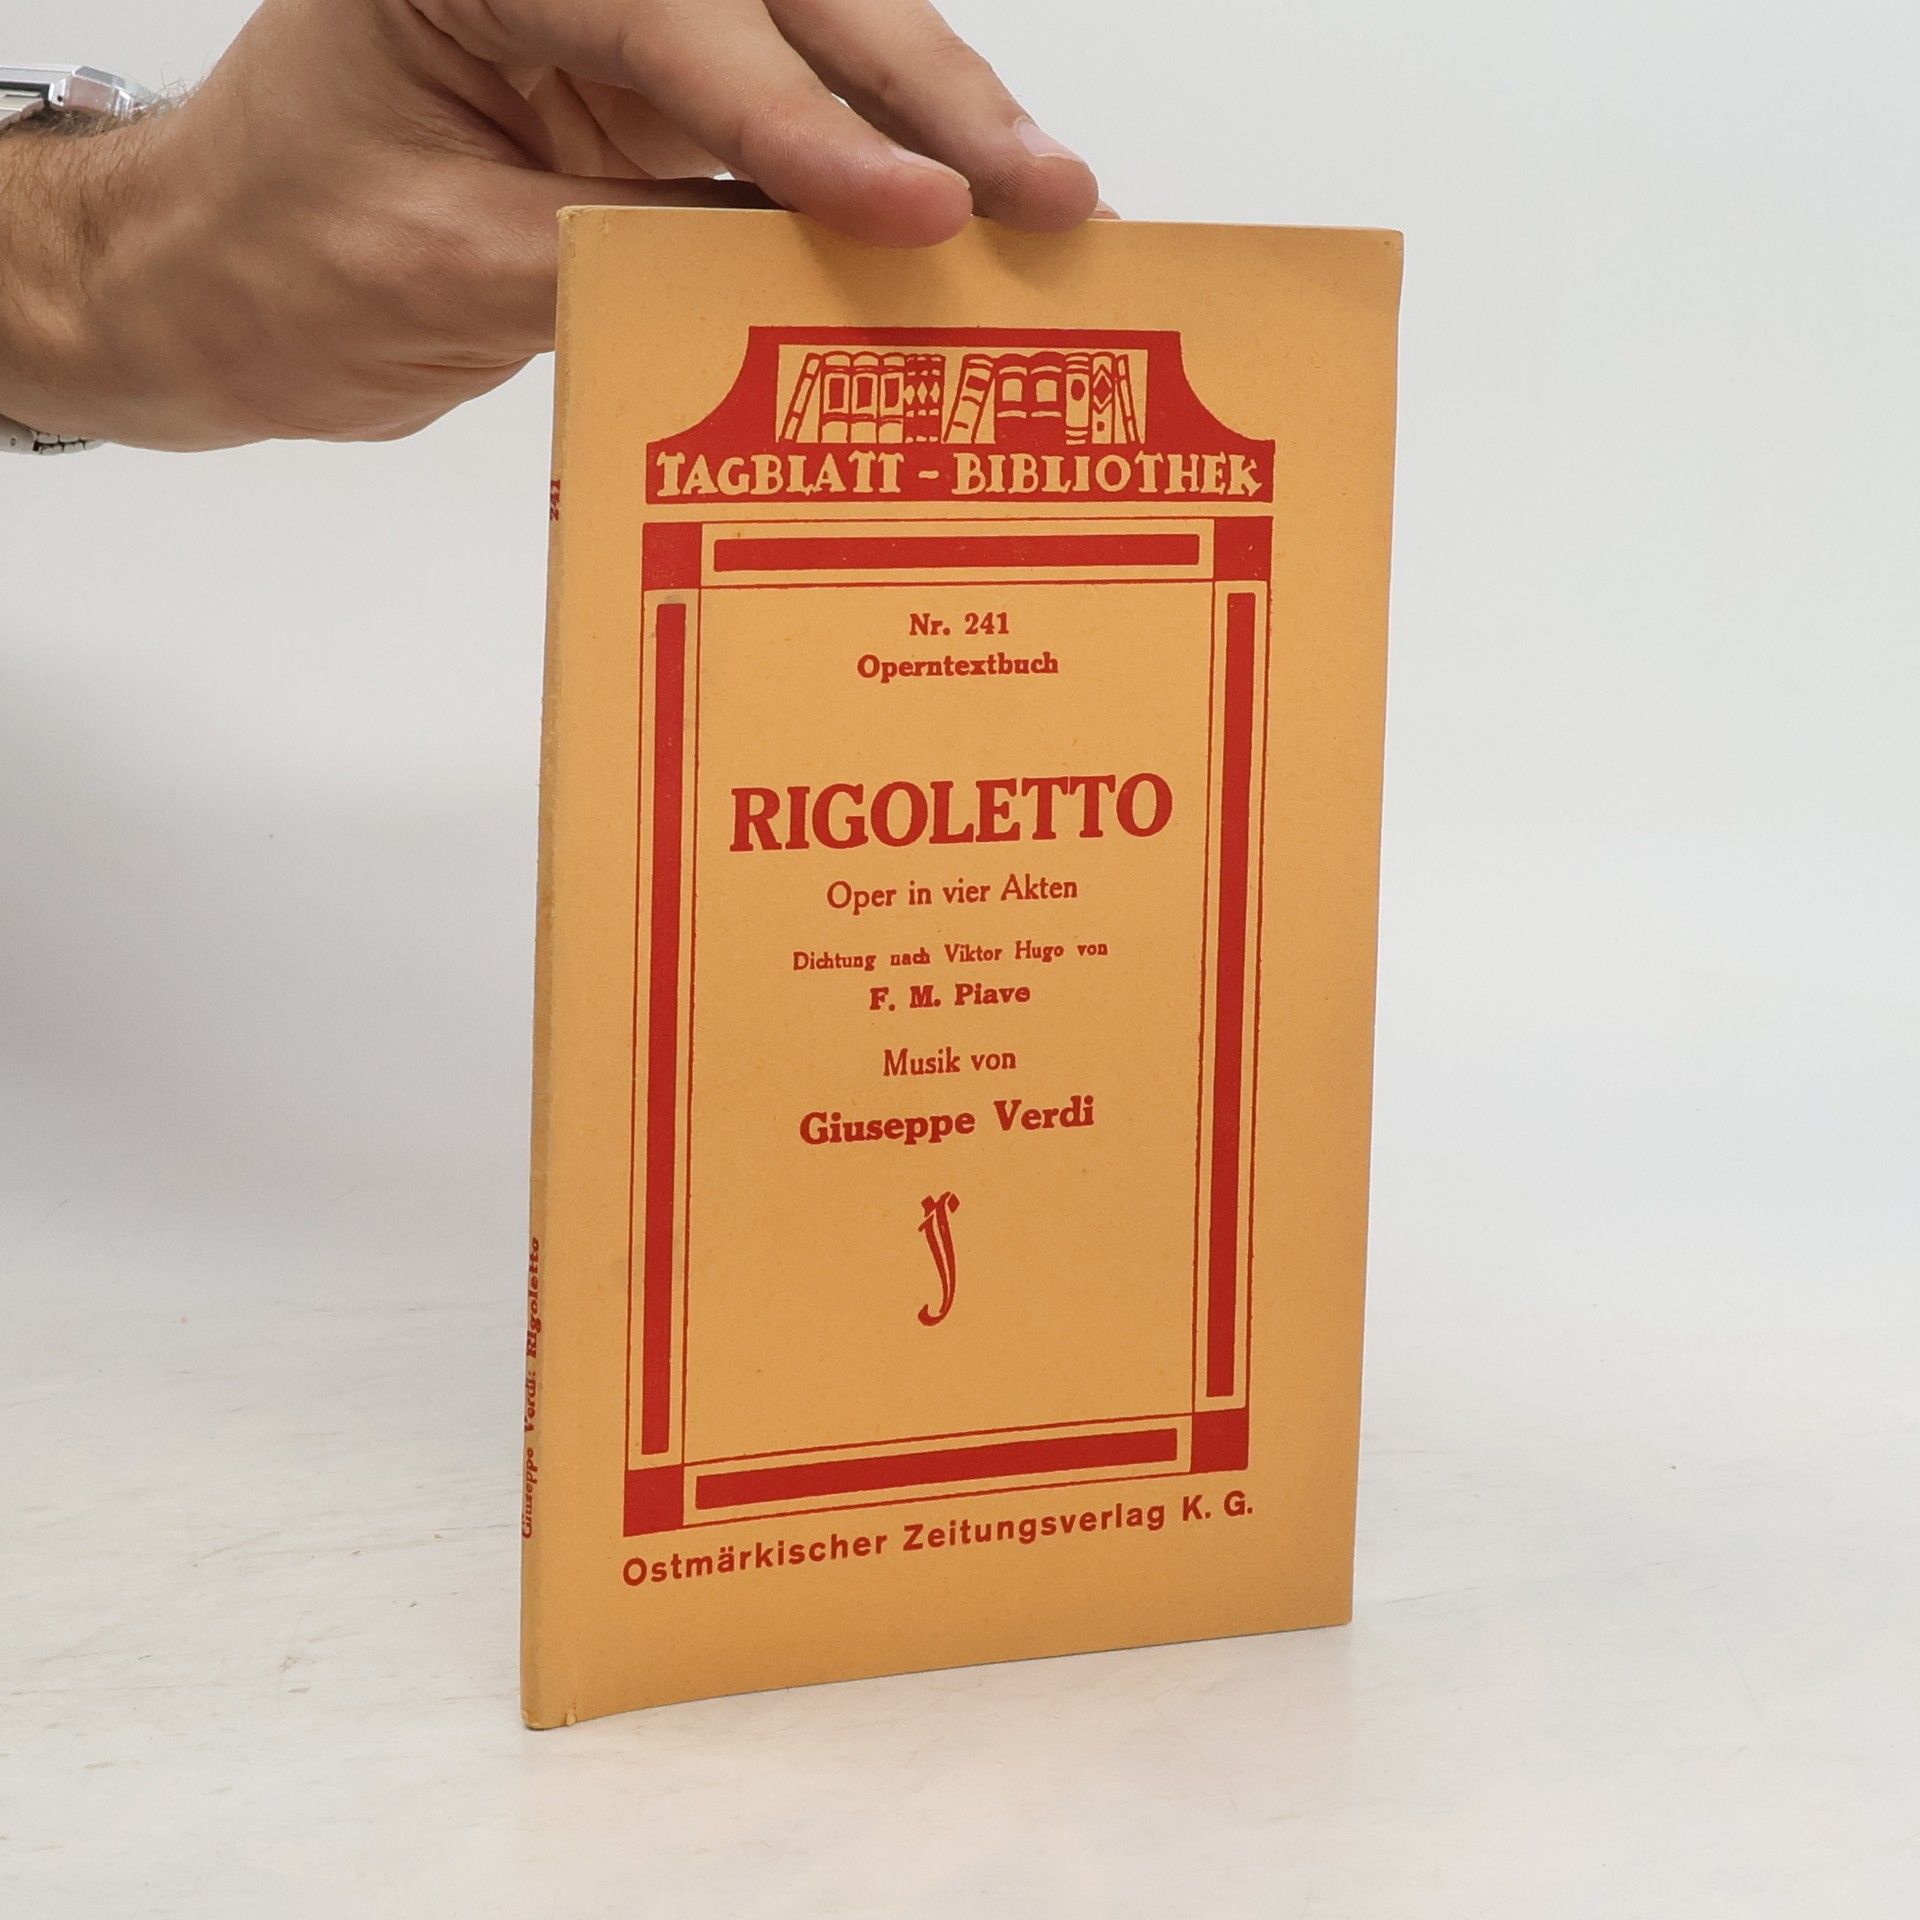 TAGBLATT - BIBLIOTHEK
Nr. 241
Operntextbuch
RIGOLETTO
Oper in vier Akten
Dichtung nach Viktor Hugo von
F. M. Piave
Musik von
Giuseppe Verdi
Ostmärkischer Zeitungsverlag K. G.
241
Giuseppe Verdi: Rigoletto